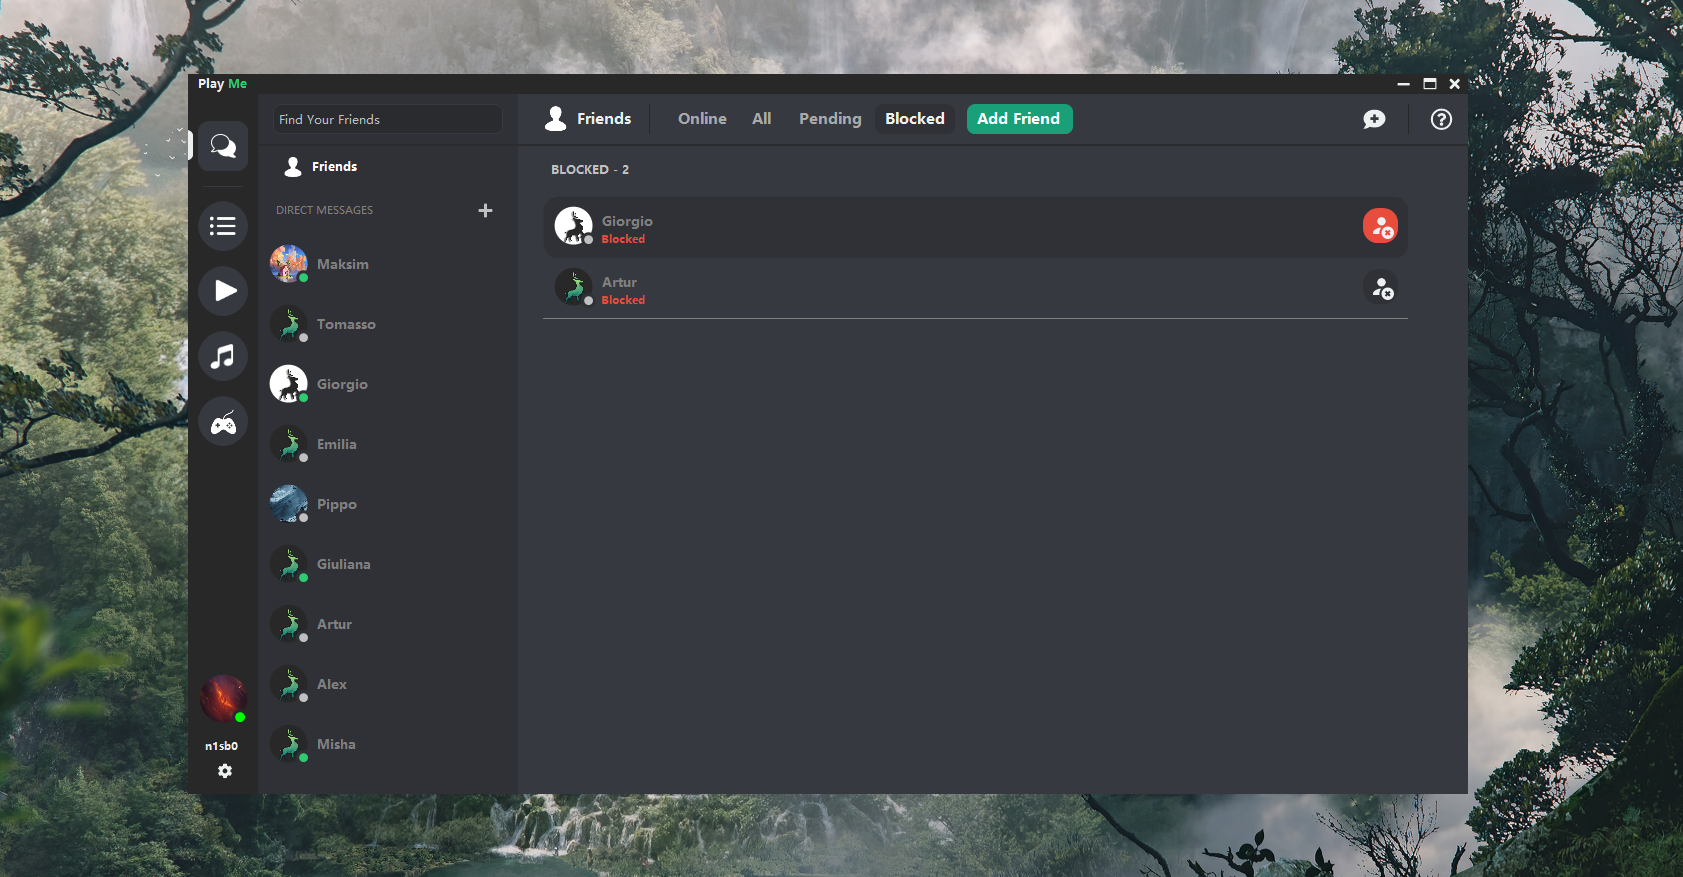 Play Me
Find Your Friends
Friends
DIRECT MESSAGES
Maksim
Tomasso
Giorgio
Emilia
Pippo
Giuliana
Artur
Alex
Misha
n1sb0
Friends
Online
All
Pending
Blocked
Add Friend
BLOCKED - 2
Giorgio
Blocked
Artur
Blocked